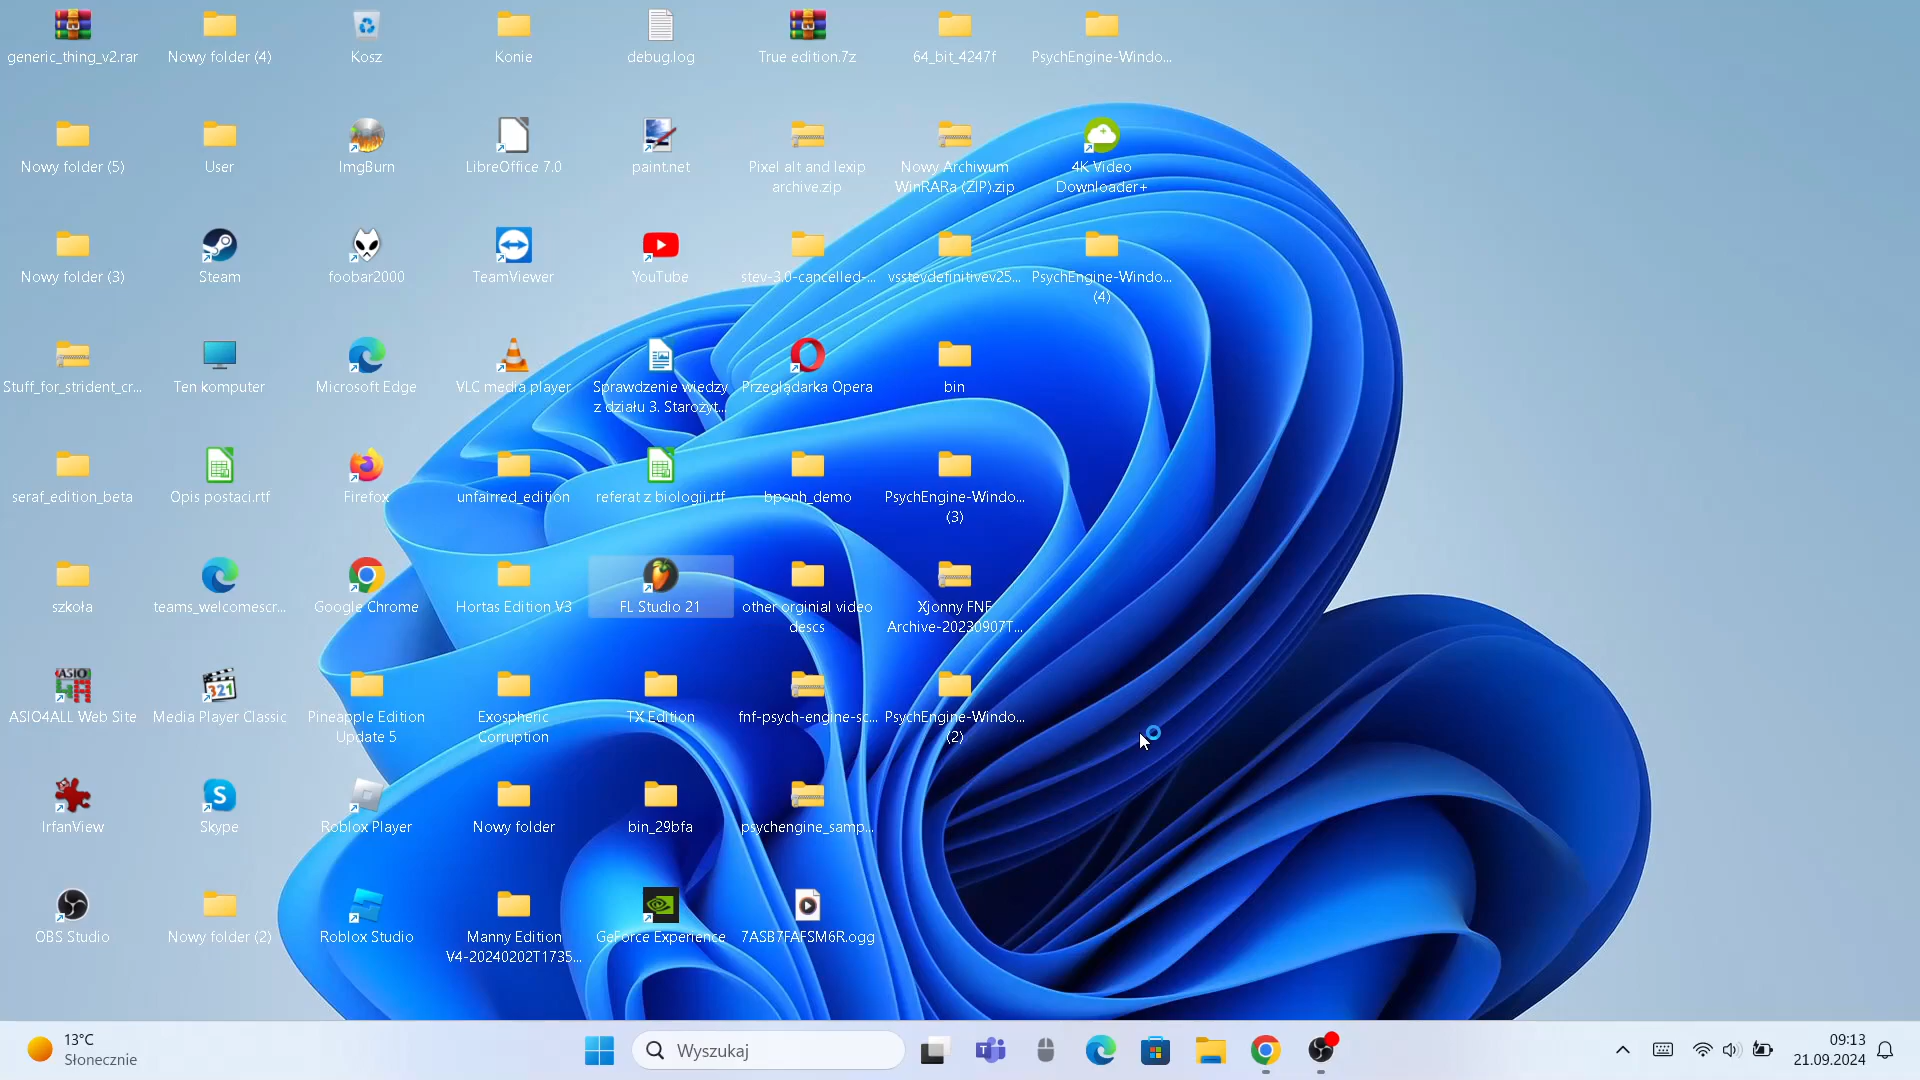 generic_thing_v2.rar
Nowy folder (4)
Kosz
Konie
debug.log
True edition.7z
64_bit_4247f
PsychEngine-Windo...
Nowy folder (5)
User
ImgBurn
LibreOffice 7.0
paint.net
Pixel alt and lexip
archive.zip
Nowy Archiwum
WinRARa (ZIP).zip
4K Video
Downloader+
Nowy folder (3)
Steam
foobar2000
TeamViewer
YouTube
stev-3.0-cancelled-...
vsstevdefinitivev25...
PsychEngine-Windo...
(4)
Stuff_for_strident_cr...
Ten komputer
Microsoft Edge
VLC media player
Sprawdzenie wiedzy
z działu 3. Starożyt...
Przeglądarka Opera
bin
seraf_edition_beta
Opis postaci.rtf
Firefox
unfairred_edition
referat z biologii.rtf
bponh_demo
PsychEngine-Windo...
(3)
szkoła
teams_welcomescr...
Google Chrome
Hortas Edition V3
FL Studio 21
other orginial video
descs
Xjonny FNF
Archive-20230907T...
ASIO4ALL Web Site
Media Player Classic
Pineapple Edition
Update 5
Exospheric
Corruption
TX Edition
fnf-psych-engine-sc...
PsychEngine-Windo...
(2)
IrfanView
Skype
Roblox Player
Nowy folder
bin_29bfa
psychengine_samp...
OBS Studio
Nowy folder (2)
Roblox Studio
Manny Edition
V4-20240202T1735...
GeForce Experience
7ASB7FAFSM6R.ogg
13°C
Słonecznie
Wyszukaj
09:13
21.09.2024